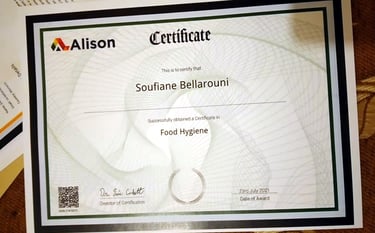 Alison
Certificate
This is to certify that
Soufiane Bellarouni
Successfully obtained a Certificate in
Food Hygiene
Director of Certification
July
Date of Award